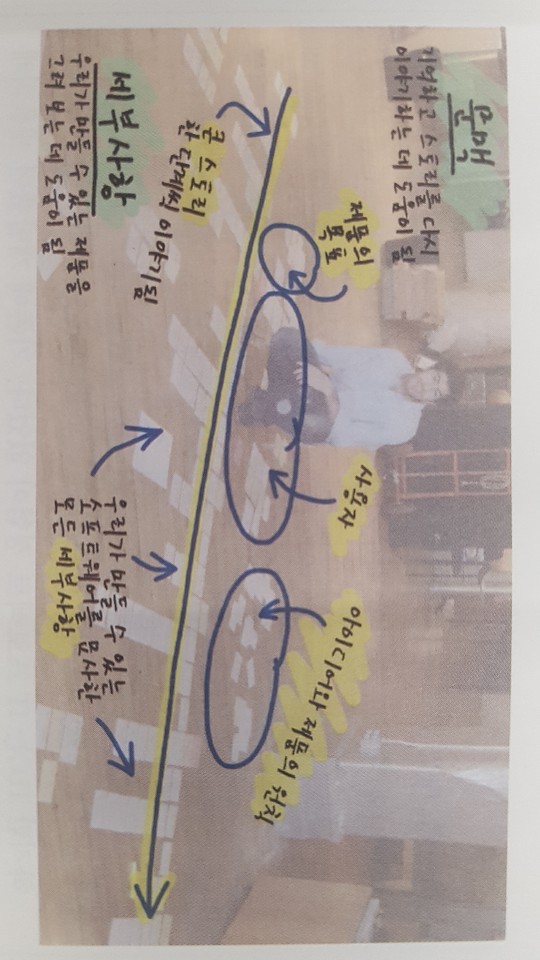 문맥
기억하고 스토리를 다시
이야기하는 데 도움이 됨
제품의
목표
사용자
아이디어와 제품의 원칙
큰 스토리
한 단계씩 이야기됨
세부사항
우리가 만들 수 있는 제품을
그려 보는 데 도움이 됨
우리가 만들 수 있는
소프트웨어를 묘사한
모든 세부사항